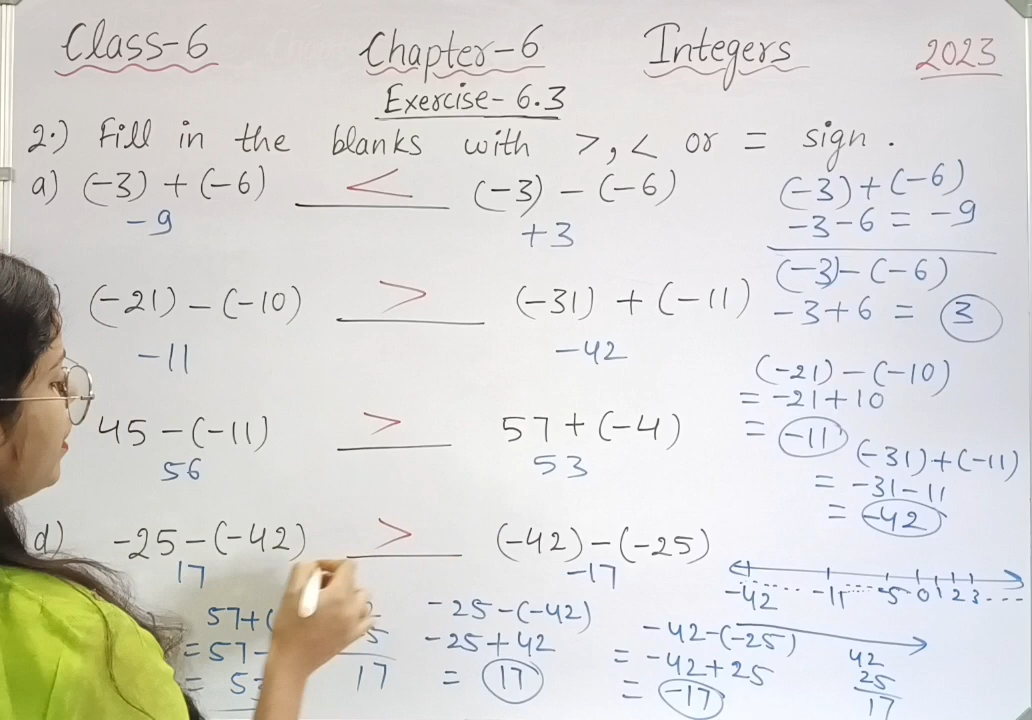 Class-6 Chapter-6 Integers 2023
Exercise-6.3
2.) Fill in the blanks with >, < or = sign.
a) (-3) + (-6) < (-3) - (-6)
-9 +3
(-21) - (-10) > (-31) + (-11)
-11 -42
45 - (-11) > 57 + (-4)
56 53
d) -25 - (-42) > (-42) - (-25)
17 -17
(-3) + (-6)
-3 - 6 = -9
(-3) - (-6)
-3 + 6 = 3
(-21) - (-10)
= -21 + 10
= -11
(-31) + (-11)
= -31 - 11
= -42
-42 ---- -11 ---- -5 -0 1 2 3 ----
57 + (
= 57 -
= 5
5
17
-25 - (-42)
-25 + 42
= 17
-42 - (-25)
= -42 + 25
= -17
42
25
17